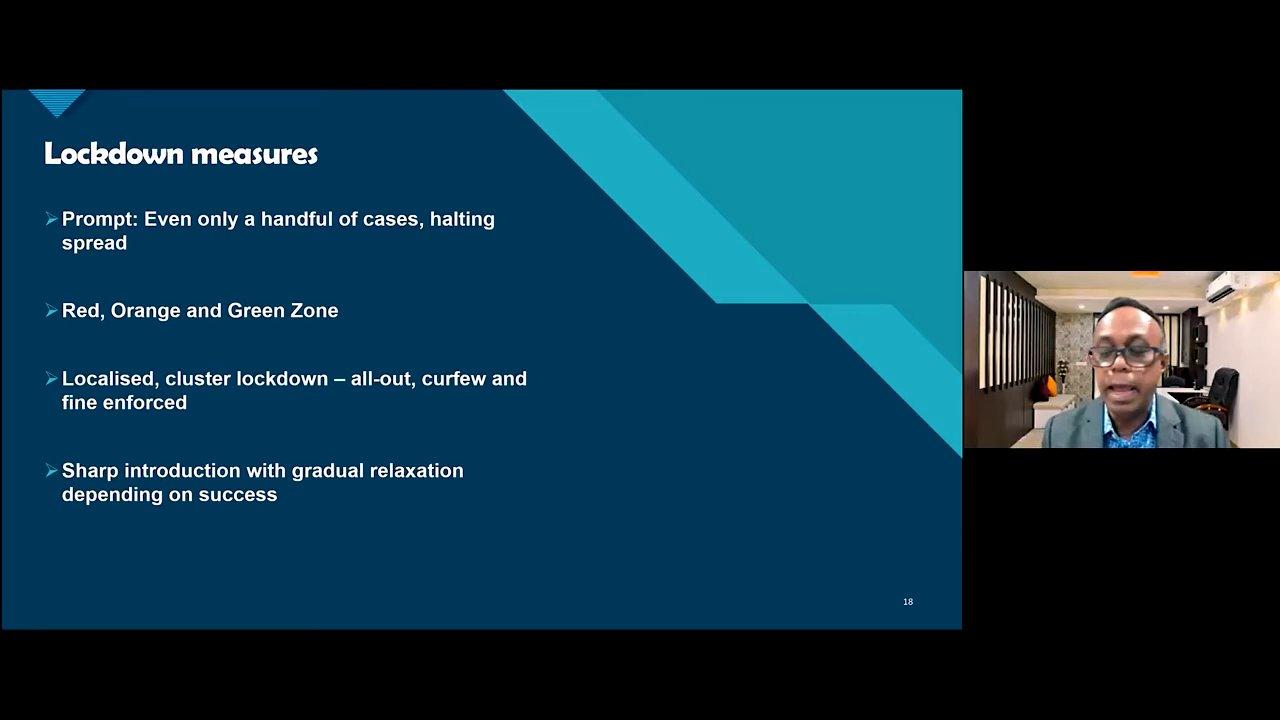 Lockdown measures
Prompt: Even only a handful of cases, halting
spread
Red, Orange and Green Zone
Localised, cluster lockdown – all-out, curfew and
fine enforced
Sharp introduction with gradual relaxation
depending on success
18